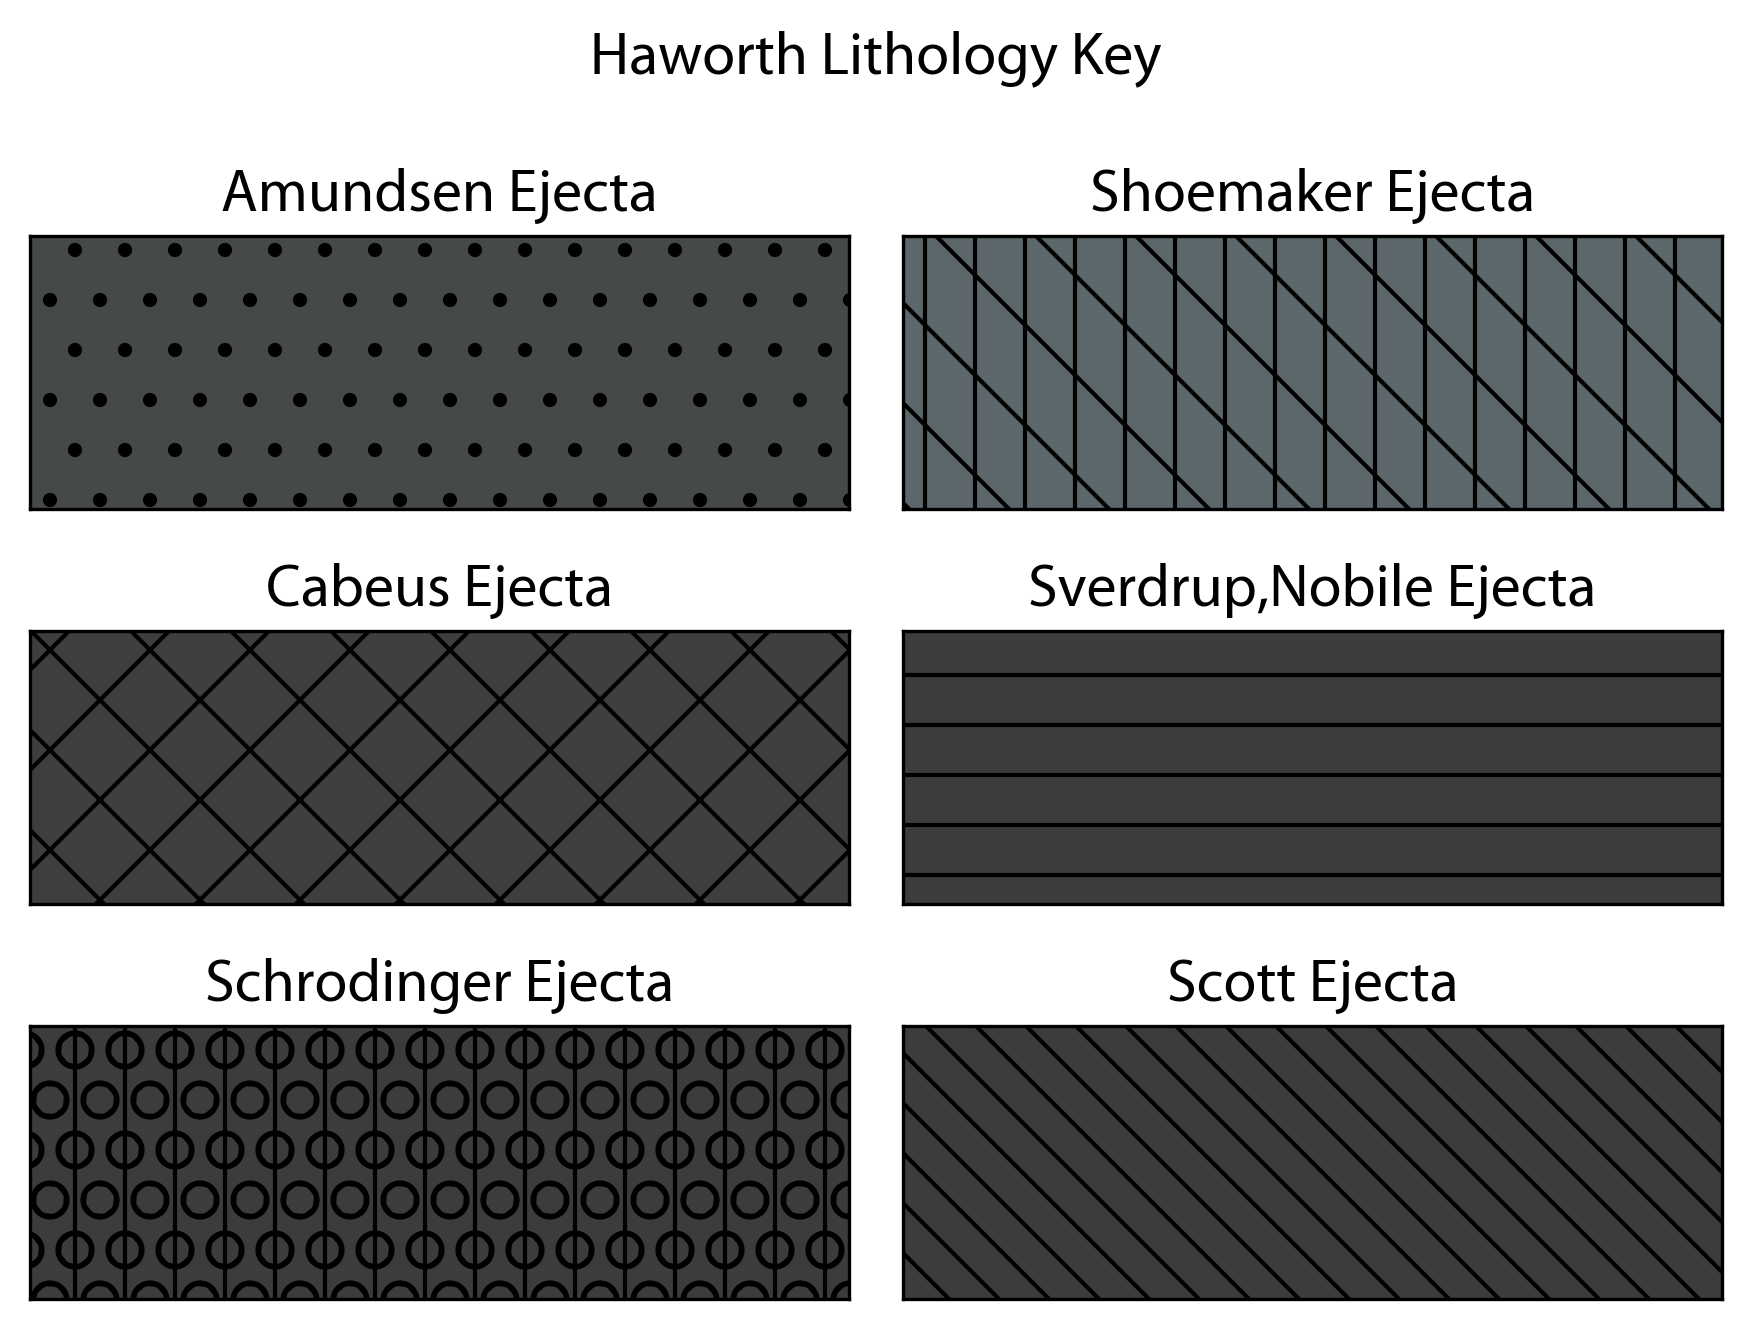 Haworth Lithology Key
Amundsen Ejecta
Shoemaker Ejecta
Cabeus Ejecta
Sverdrup,Nobile Ejecta
Schrodinger Ejecta
Scott Ejecta